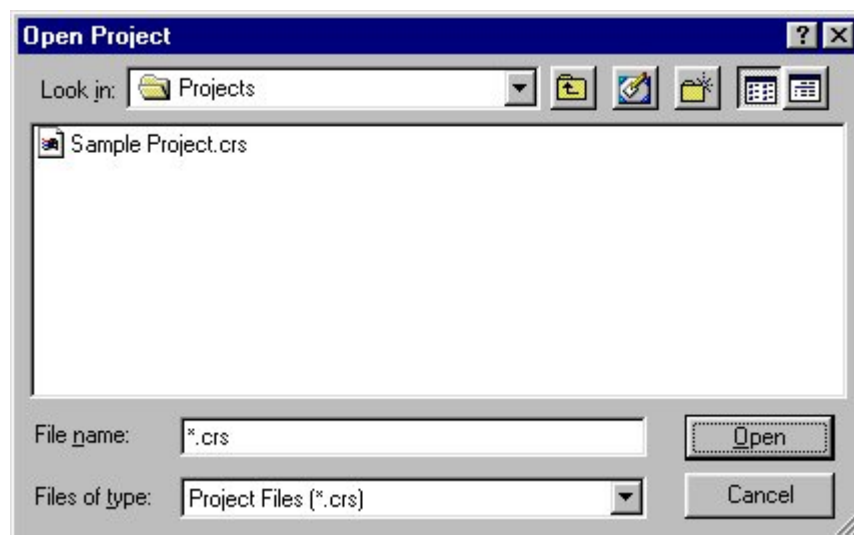 Open Project
Look in: Projects
Sample Project.crs
File name: *.crs Open
Files of type: Project Files (*.crs) Cancel